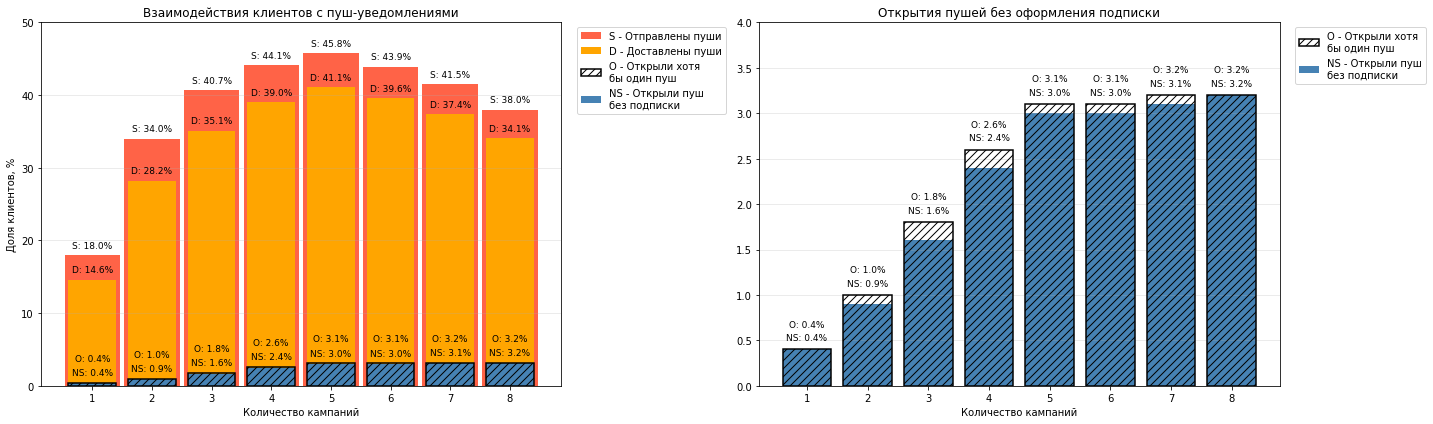 Взаимодействия клиентов с пуш-уведомлениями
50
40
30
20
10
0
Доля клиентов, %
S: 18.0%
D: 14.6%
O: 0.4%
NS: 0.4%
S: 34.0%
D: 28.2%
O: 1.0%
NS: 0.9%
S: 40.7%
D: 35.1%
O: 1.8%
NS: 1.6%
S: 44.1%
D: 39.0%
O: 2.6%
NS: 2.4%
S: 45.8%
D: 41.1%
O: 3.1%
NS: 3.0%
S: 43.9%
D: 39.6%
O: 3.1%
NS: 3.0%
S: 41.5%
D: 37.4%
O: 3.2%
NS: 3.1%
S: 38.0%
D: 34.1%
O: 3.2%
NS: 3.2%
1 2 3 4 5 6 7 8
Количество кампаний
S - Отправлены пуши
D - Доставлены пуши
O - Открыли хотя
бы один пуш
NS - Открыли пуш
без подписки
Открытия пушей без оформления подписки
4.0
3.5
3.0
2.5
2.0
1.5
1.0
0.5
0.0
O: 0.4%
NS: 0.4%
O: 1.0%
NS: 0.9%
O: 1.8%
NS: 1.6%
O: 2.6%
NS: 2.4%
O: 3.1%
NS: 3.0%
O: 3.1%
NS: 3.0%
O: 3.2%
NS: 3.1%
O: 3.2%
NS: 3.2%
1 2 3 4 5 6 7 8
Количество кампаний
O - Открыли хотя
бы один пуш
NS - Открыли пуш
без подписки